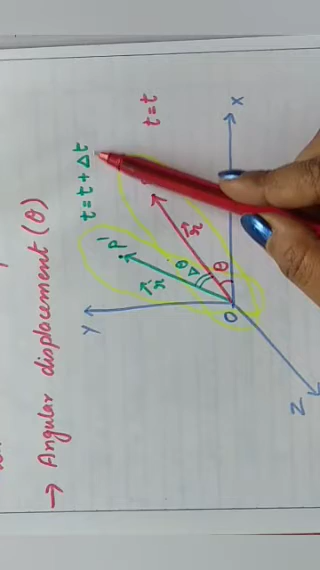 → Angular displacement (θ)
Y
t = t + Δt
P'
r⃗
Δθ
t = t
r⃗
θ
O
X
Z